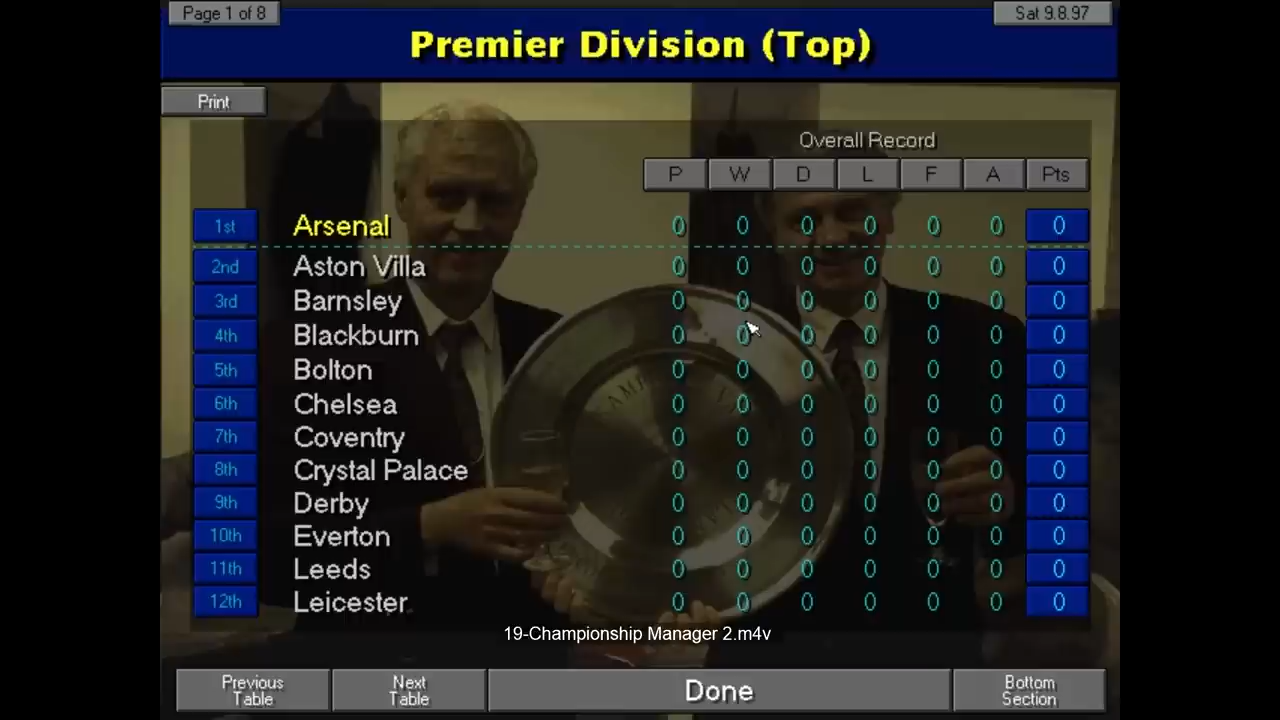 Page 1 of 8
Sat 9.8.97
Premier Division (Top)
Print
Overall Record
P W D L F A Pts
1st Arsenal 0 0 0 0 0 0 0
2nd Aston Villa 0 0 0 0 0 0 0
3rd Barnsley 0 0 0 0 0 0 0
4th Blackburn 0 0 0 0 0 0 0
5th Bolton 0 0 0 0 0 0 0
6th Chelsea 0 0 0 0 0 0 0
7th Coventry 0 0 0 0 0 0 0
8th Crystal Palace 0 0 0 0 0 0 0
9th Derby 0 0 0 0 0 0 0
10th Everton 0 0 0 0 0 0 0
11th Leeds 0 0 0 0 0 0 0
12th Leicester 0 0 0 0 0 0 0
19-Championship Manager 2.m4v
Previous Table
Next Table
Done
Bottom Section